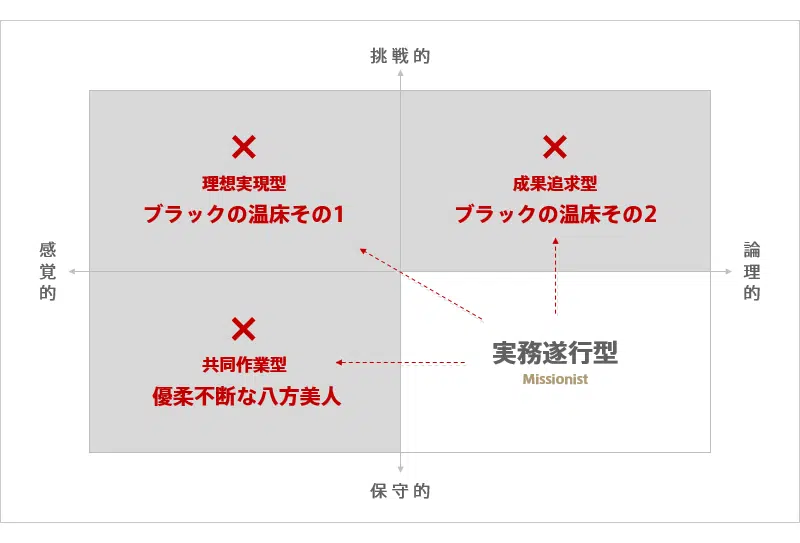 挑戦的
理想実現型
ブラックの温床その1
成果追求型
ブラックの温床その2
感覚的
論理的
共同作業型
優柔不断な八方美人
実務遂行型
Missionist
保守的